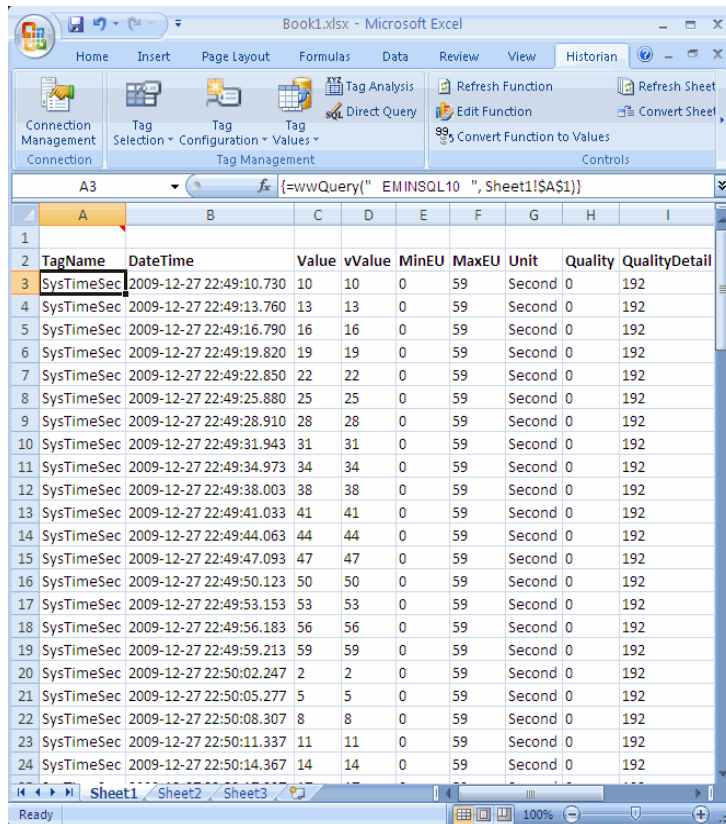 Book1.xlsx - Microsoft Excel
Home Insert Page Layout Formulas Data Review View Historian
Connection Management
Tag Selection
Tag Configuration
Tag Values
XYZ Tag Analysis
SQL Direct Query
Refresh Function
Edit Function
Convert Function to Values
Refresh Sheet
Convert Sheet
Connection Tag Management Controls
A3 fx {=wwQuery(" EMINSQL10 ", Sheet1!$A$1)}
A B C D E F G H I
1
2 TagName DateTime Value vValue MinEU MaxEU Unit Quality QualityDetail
3 SysTimeSec 2009-12-27 22:49:10.730 10 10 0 59 Second 0 192
4 SysTimeSec 2009-12-27 22:49:13.760 13 13 0 59 Second 0 192
5 SysTimeSec 2009-12-27 22:49:16.790 16 16 0 59 Second 0 192
6 SysTimeSec 2009-12-27 22:49:19.820 19 19 0 59 Second 0 192
7 SysTimeSec 2009-12-27 22:49:22.850 22 22 0 59 Second 0 192
8 SysTimeSec 2009-12-27 22:49:25.880 25 25 0 59 Second 0 192
9 SysTimeSec 2009-12-27 22:49:28.910 28 28 0 59 Second 0 192
10 SysTimeSec 2009-12-27 22:49:31.943 31 31 0 59 Second 0 192
11 SysTimeSec 2009-12-27 22:49:34.973 34 34 0 59 Second 0 192
12 SysTimeSec 2009-12-27 22:49:38.003 38 38 0 59 Second 0 192
13 SysTimeSec 2009-12-27 22:49:41.033 41 41 0 59 Second 0 192
14 SysTimeSec 2009-12-27 22:49:44.063 44 44 0 59 Second 0 192
15 SysTimeSec 2009-12-27 22:49:47.093 47 47 0 59 Second 0 192
16 SysTimeSec 2009-12-27 22:49:50.123 50 50 0 59 Second 0 192
17 SysTimeSec 2009-12-27 22:49:53.153 53 53 0 59 Second 0 192
18 SysTimeSec 2009-12-27 22:49:56.183 56 56 0 59 Second 0 192
19 SysTimeSec 2009-12-27 22:49:59.213 59 59 0 59 Second 0 192
20 SysTimeSec 2009-12-27 22:50:02.247 2 2 0 59 Second 0 192
21 SysTimeSec 2009-12-27 22:50:05.277 5 5 0 59 Second 0 192
22 SysTimeSec 2009-12-27 22:50:08.307 8 8 0 59 Second 0 192
23 SysTimeSec 2009-12-27 22:50:11.337 11 11 0 59 Second 0 192
24 SysTimeSec 2009-12-27 22:50:14.367 14 14 0 59 Second 0 192
Sheet1 Sheet2 Sheet3
Ready 100%